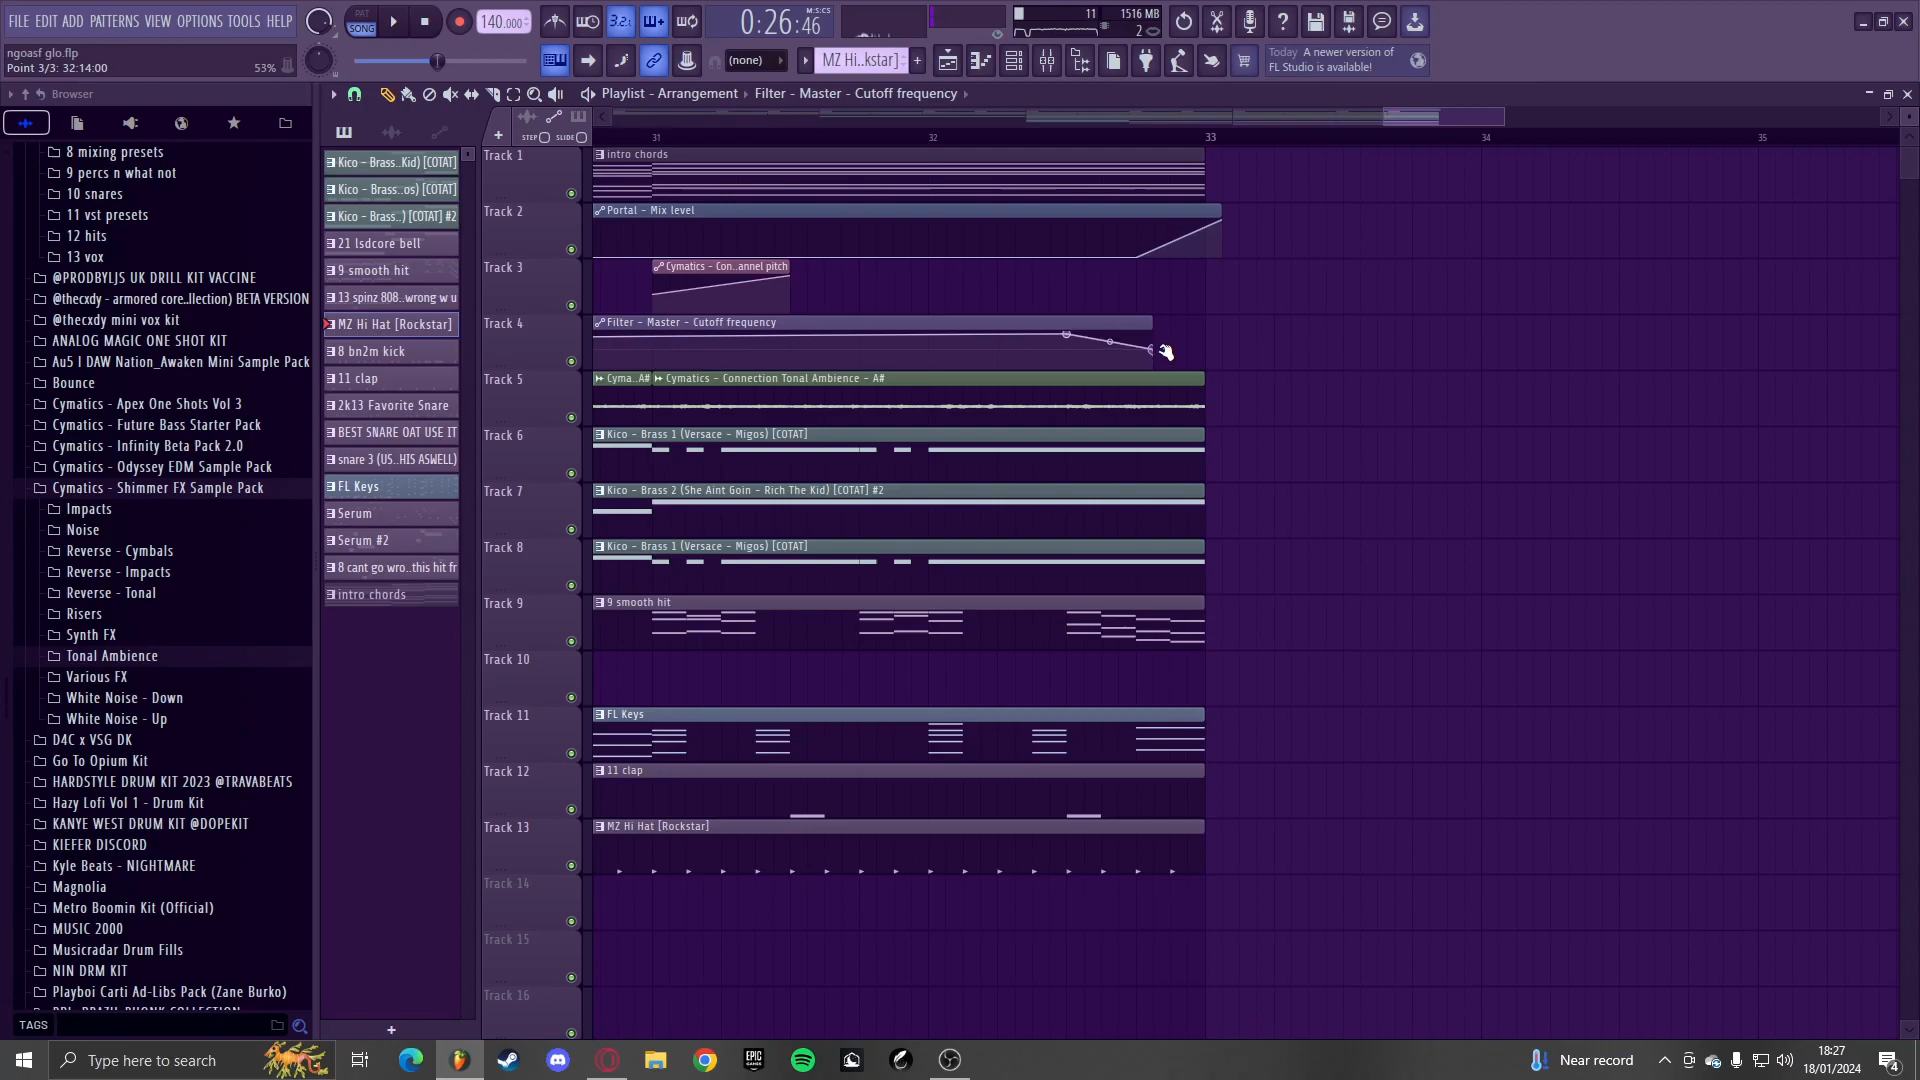 FILE EDIT ADD PATTERNS VIEW OPTIONS TOOLS HELP
PAT
SONG
140.000
3.2.1
0:26:46
M:S:CS
11
1516 MB
2
ngoasf glo.flp
Point 3/3: 32:14:00
53%
(none)
MZ Hi..kstar]
+
Today A newer version of
FL Studio is available!
Browser
Playlist - Arrangement
Filter - Master - Cutoff frequency
8 mixing presets
9 percs n what not
10 snares
11 vst presets
12 hits
13 vox
@PRODBYLJS UK DRILL KIT VACCINE
@thecxdy - armored core..llection) BETA VERSION
@thecxdy mini vox kit
ANALOG MAGIC ONE SHOT KIT
Au5 I DAW Nation_Awaken Mini Sample Pack
Bounce
Cymatics - Apex One Shots Vol 3
Cymatics - Future Bass Starter Pack
Cymatics - Infinity Beta Pack 2.0
Cymatics - Odyssey EDM Sample Pack
Cymatics - Shimmer FX Sample Pack
Impacts
Noise
Reverse - Cymbals
Reverse - Impacts
Reverse - Tonal
Risers
Synth FX
Tonal Ambience
Various FX
White Noise - Down
White Noise - Up
D4C x VSG DK
Go To Opium Kit
HARDSTYLE DRUM KIT 2023 @TRAVABEATS
Hazy Lofi Vol 1 - Drum Kit
KANYE WEST DRUM KIT @DOPEKIT
KIEFER DISCORD
Kyle Beats - NIGHTMARE
Magnolia
Metro Boomin Kit (Official)
MUSIC 2000
Musicradar Drum Fills
NIN DRM KIT
Playboi Carti Ad-Libs Pack (Zane Burko)
TAGS
Kico - Brass..Kid) [COTAT]
Kico - Brass..os) [COTAT]
Kico - Brass..) [COTAT] #2
21 lsdcore bell
9 smooth hit
13 spinz 808..wrong w u
MZ Hi Hat [Rockstar]
8 bn2m kick
11 clap
2k13 Favorite Snare
BEST SNARE OAT USE IT
snare 3 (US..HIS ASWELL)
FL Keys
Serum
Serum #2
8 cant go wro..this hit fr
intro chords
+
+
STEP
SLIDE
31
32
33
34
35
Track 1
intro chords
Track 2
Portal - Mix level
Track 3
Cymatics - Con..annel pitch
Track 4
Filter - Master - Cutoff frequency
Track 5
Cyma..A#
Cymatics - Connection Tonal Ambience - A#
Track 6
Kico - Brass 1 (Versace - Migos) [COTAT]
Track 7
Kico - Brass 2 (She Aint Goin - Rich The Kid) [COTAT] #2
Track 8
Kico - Brass 1 (Versace - Migos) [COTAT]
Track 9
9 smooth hit
Track 10
Track 11
FL Keys
Track 12
11 clap
Track 13
MZ Hi Hat [Rockstar]
Track 14
Track 15
Track 16
Type here to search
EPIC
GAMES
Near record
18:27
18/01/2024
4